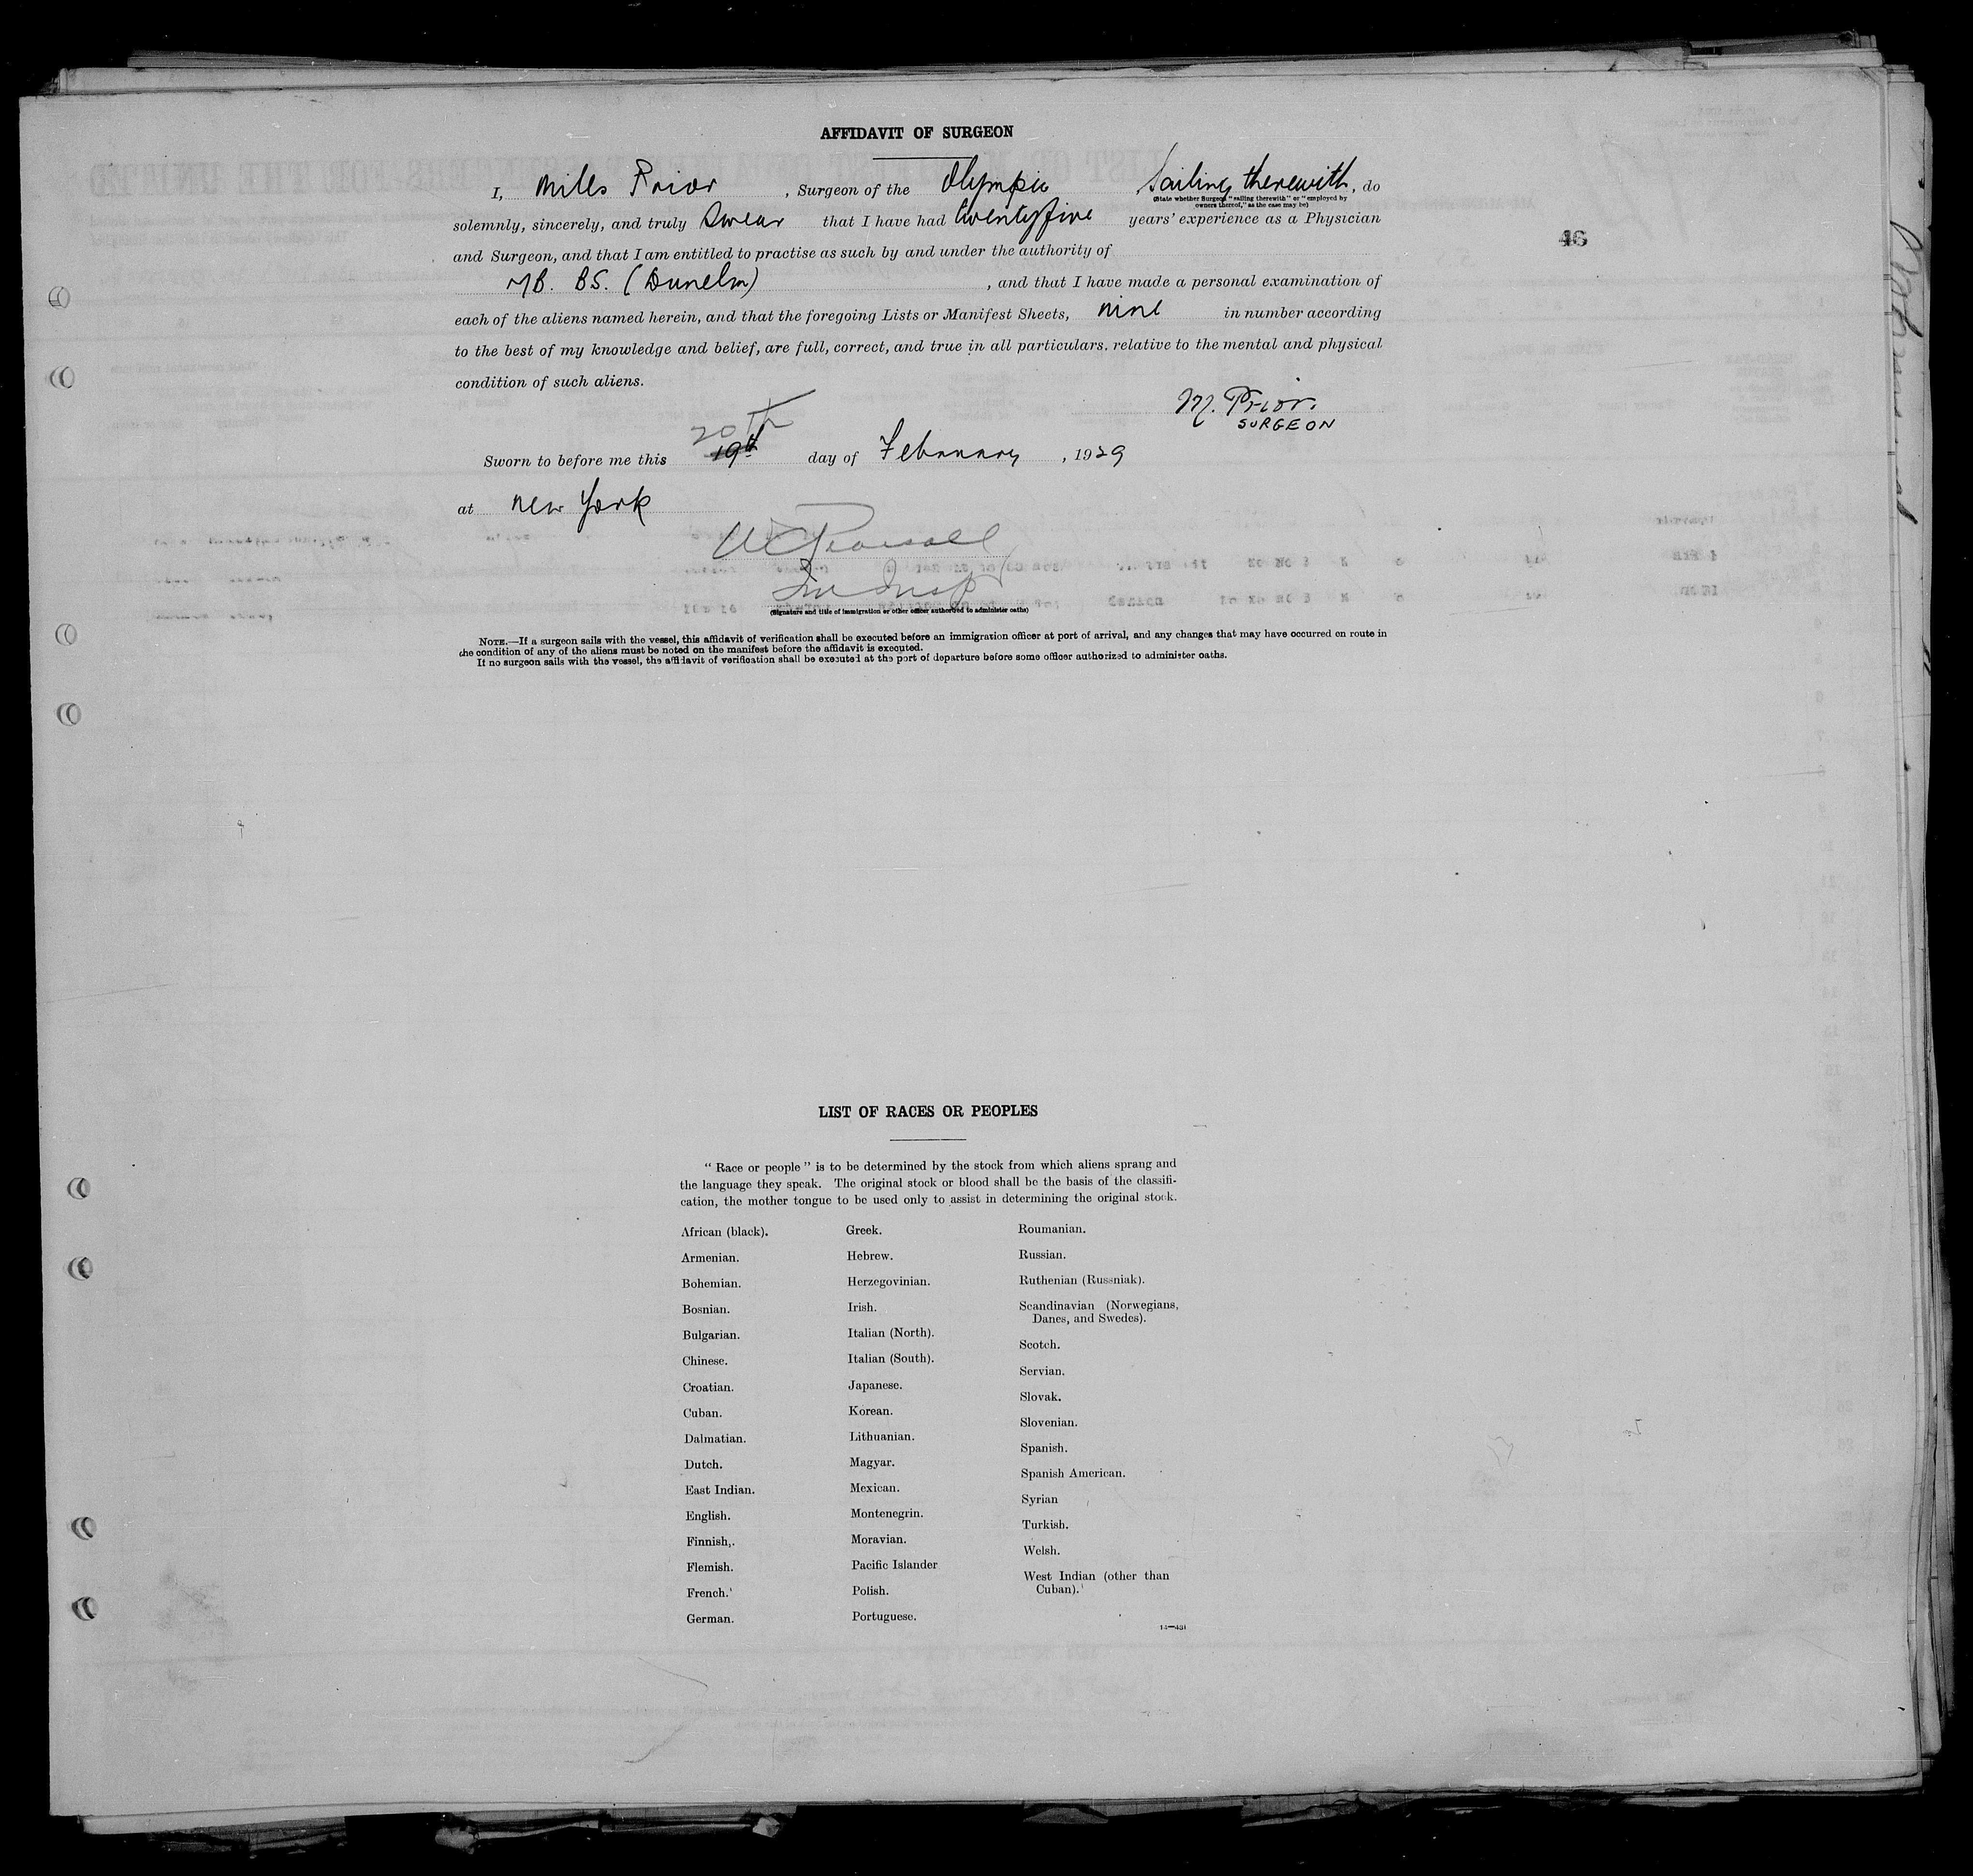 AFFIDAVIT OF SURGEON
I, Mills Prior, Surgeon of the Olympic Sailing therewith, do
(State whether Surgeon "sailing therewith" or "employed by
owners thereof," as the case may be)
solemnly, sincerely, and truly Swear that I have had twentyfive years' experience as a Physician
46
and Surgeon, and that I am entitled to practise as such by and under the authority of
MB. BS. (Dunelm), and that I have made a personal examination of
each of the aliens named herein, and that the foregoing Lists or Manifest Sheets, nine in number according
to the best of my knowledge and belief, are full, correct, and true in all particulars. relative to the mental and physical
condition of such aliens.
M. Prior.
SURGEON
20th
Sworn to before me this 19th day of February, 1929
at New York
(Signature and title of immigration or other officer authorized to administer oaths)
NOTE.—If a surgeon sails with the vessel, this affidavit of verification shall be executed before an immigration officer at port of arrival, and any changes that may have occurred en route in
the condition of any of the aliens must be noted on the manifest before the affidavit is executed.
If no surgeon sails with the vessel, the affidavit of verification shall be executed at the port of departure before some officer authorized to administer oaths.
LIST OF RACES OR PEOPLES
" Race or people " is to be determined by the stock from which aliens sprang and
the language they speak. The original stock or blood shall be the basis of the classifi-
cation, the mother tongue to be used only to assist in determining the original stock.
African (black).
Armenian.
Bohemian.
Bosnian.
Bulgarian.
Chinese.
Croatian.
Cuban.
Dalmatian.
Dutch.
East Indian.
English.
Finnish,.
Flemish.
French.
German.
Greek.
Hebrew.
Herzegovinian.
Irish.
Italian (North).
Italian (South).
Japanese.
Korean.
Lithuanian.
Magyar.
Mexican.
Montenegrin.
Moravian.
Pacific Islander
Polish.
Portuguese.
Roumanian.
Russian.
Ruthenian (Russniak).
Scandinavian (Norwegians,
Danes, and Swedes).
Scotch.
Servian.
Slovak.
Slovenian.
Spanish.
Spanish American.
Syrian
Turkish.
Welsh.
West Indian (other than
Cuban).
14—431